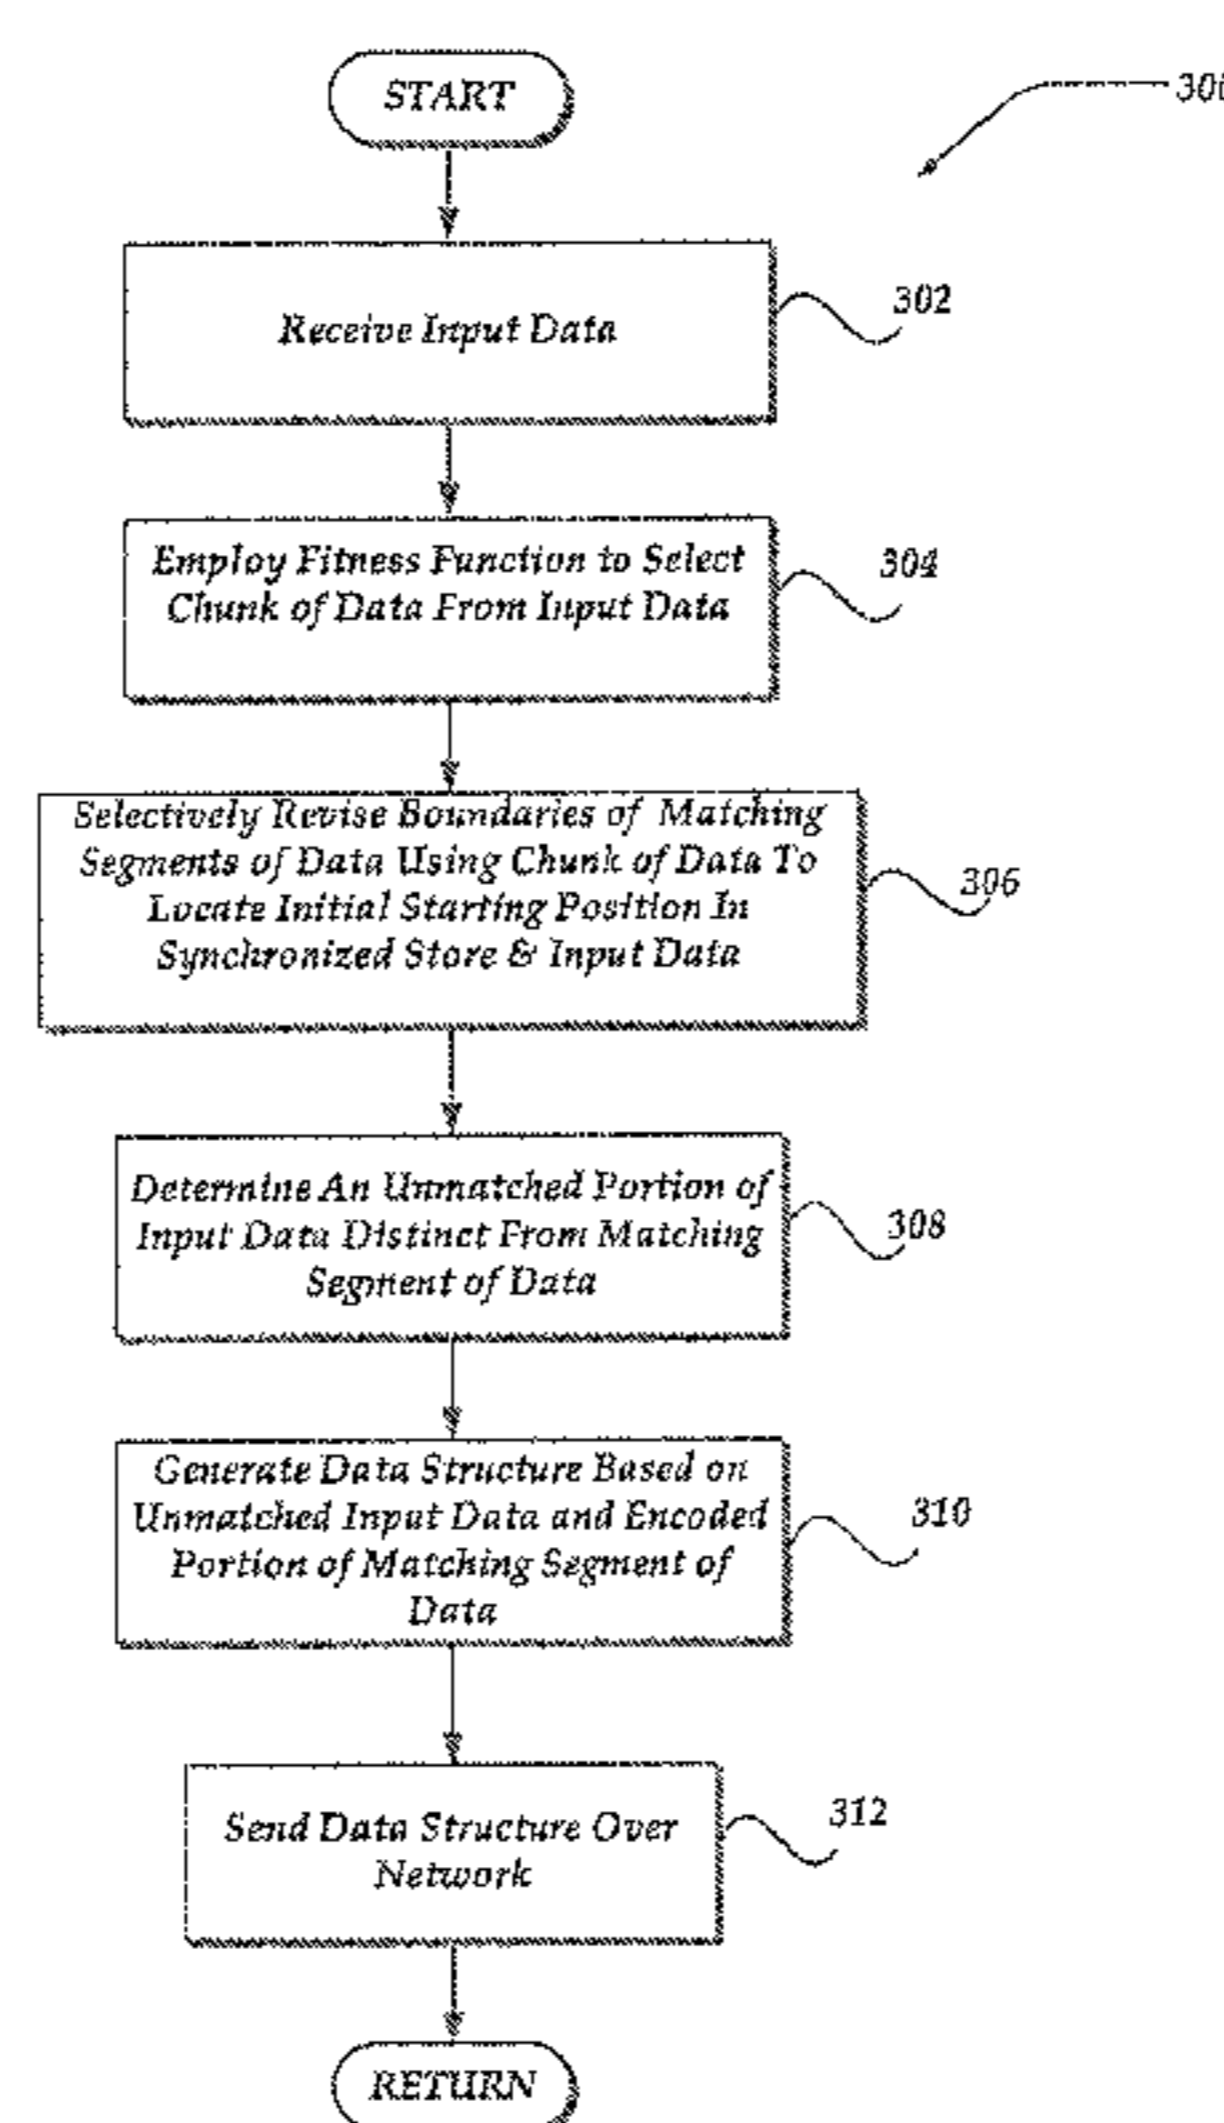 START
302
Receive Input Data
Employ Fitness Function to Select
Chunk of Data From Input Data
304
Selectively Revise Boundaries of Matching
Segments of Data Using Chunk of Data To
Locate Initial Starting Position In
Synchronized Store & Input Data
306
Determine An Unmatched Portion of
Input Data Distinct From Matching
Segment of Data
308
Generate Data Structure Based on
Unmatched Input Data and Encoded
Portion of Matching Segment of
Data
310
Send Data Structure Over
Network
312
RETURN